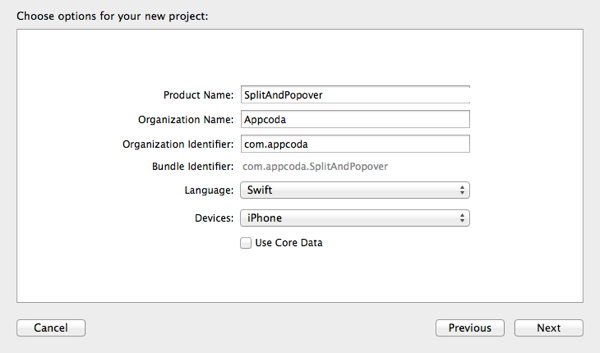 Choose options for your new project:
Product Name: SplitAndPopover
Organization Name: Appcoda
Organization Identifier: com.appcoda
Bundle Identifier: com.appcoda.SplitAndPopover
Language: Swift
Devices: iPhone
Use Core Data
Cancel Previous Next